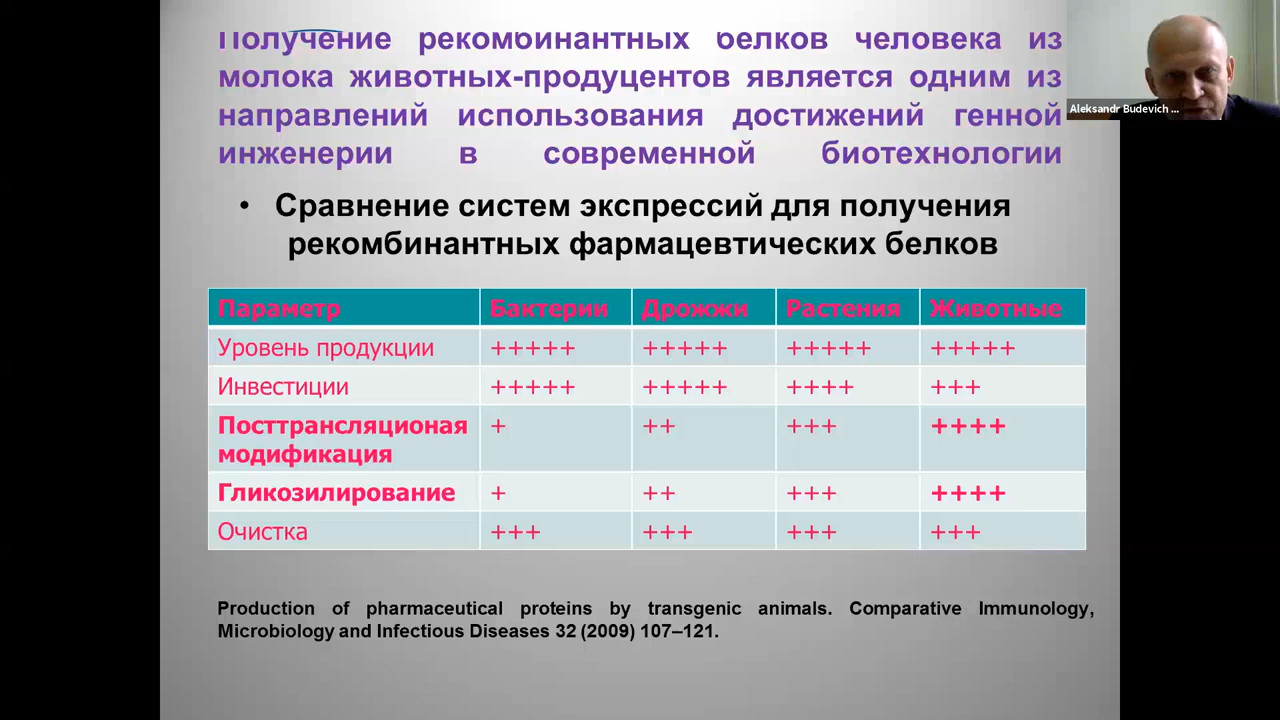 Получение рекомбинантных белков человека из
молока животных-продуцентов является одним из
направлений использования достижений генной
инженерии в современной биотехнологии
Aleksandr Budevich ...
• Сравнение систем экспрессий для получения
рекомбинантных фармацевтических белков
Параметр Бактерии Дрожжи Растения Животные
Уровень продукции +++++ +++++ +++++ +++++
Инвестиции +++++ +++++ ++++ +++
Посттрансляционая
модификация + ++ +++ ++++
Гликозилирование + ++ +++ ++++
Очистка +++ +++ +++ +++
Production of pharmaceutical proteins by transgenic animals. Comparative Immunology,
Microbiology and Infectious Diseases 32 (2009) 107–121.